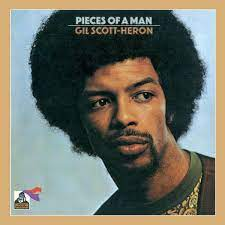 PIECES OF A MAN
GIL SCOTT-HERON